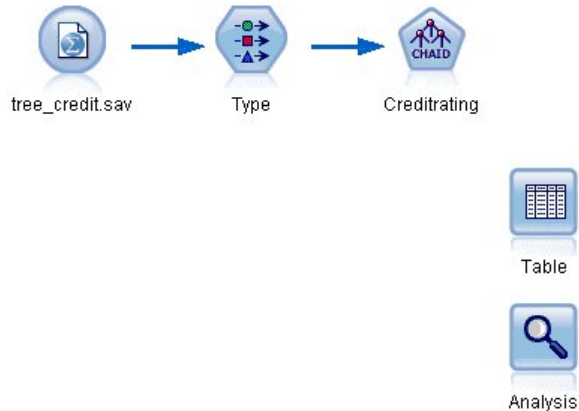 CHAID
tree_credit.sav
Type
Creditrating
Table
Analysis